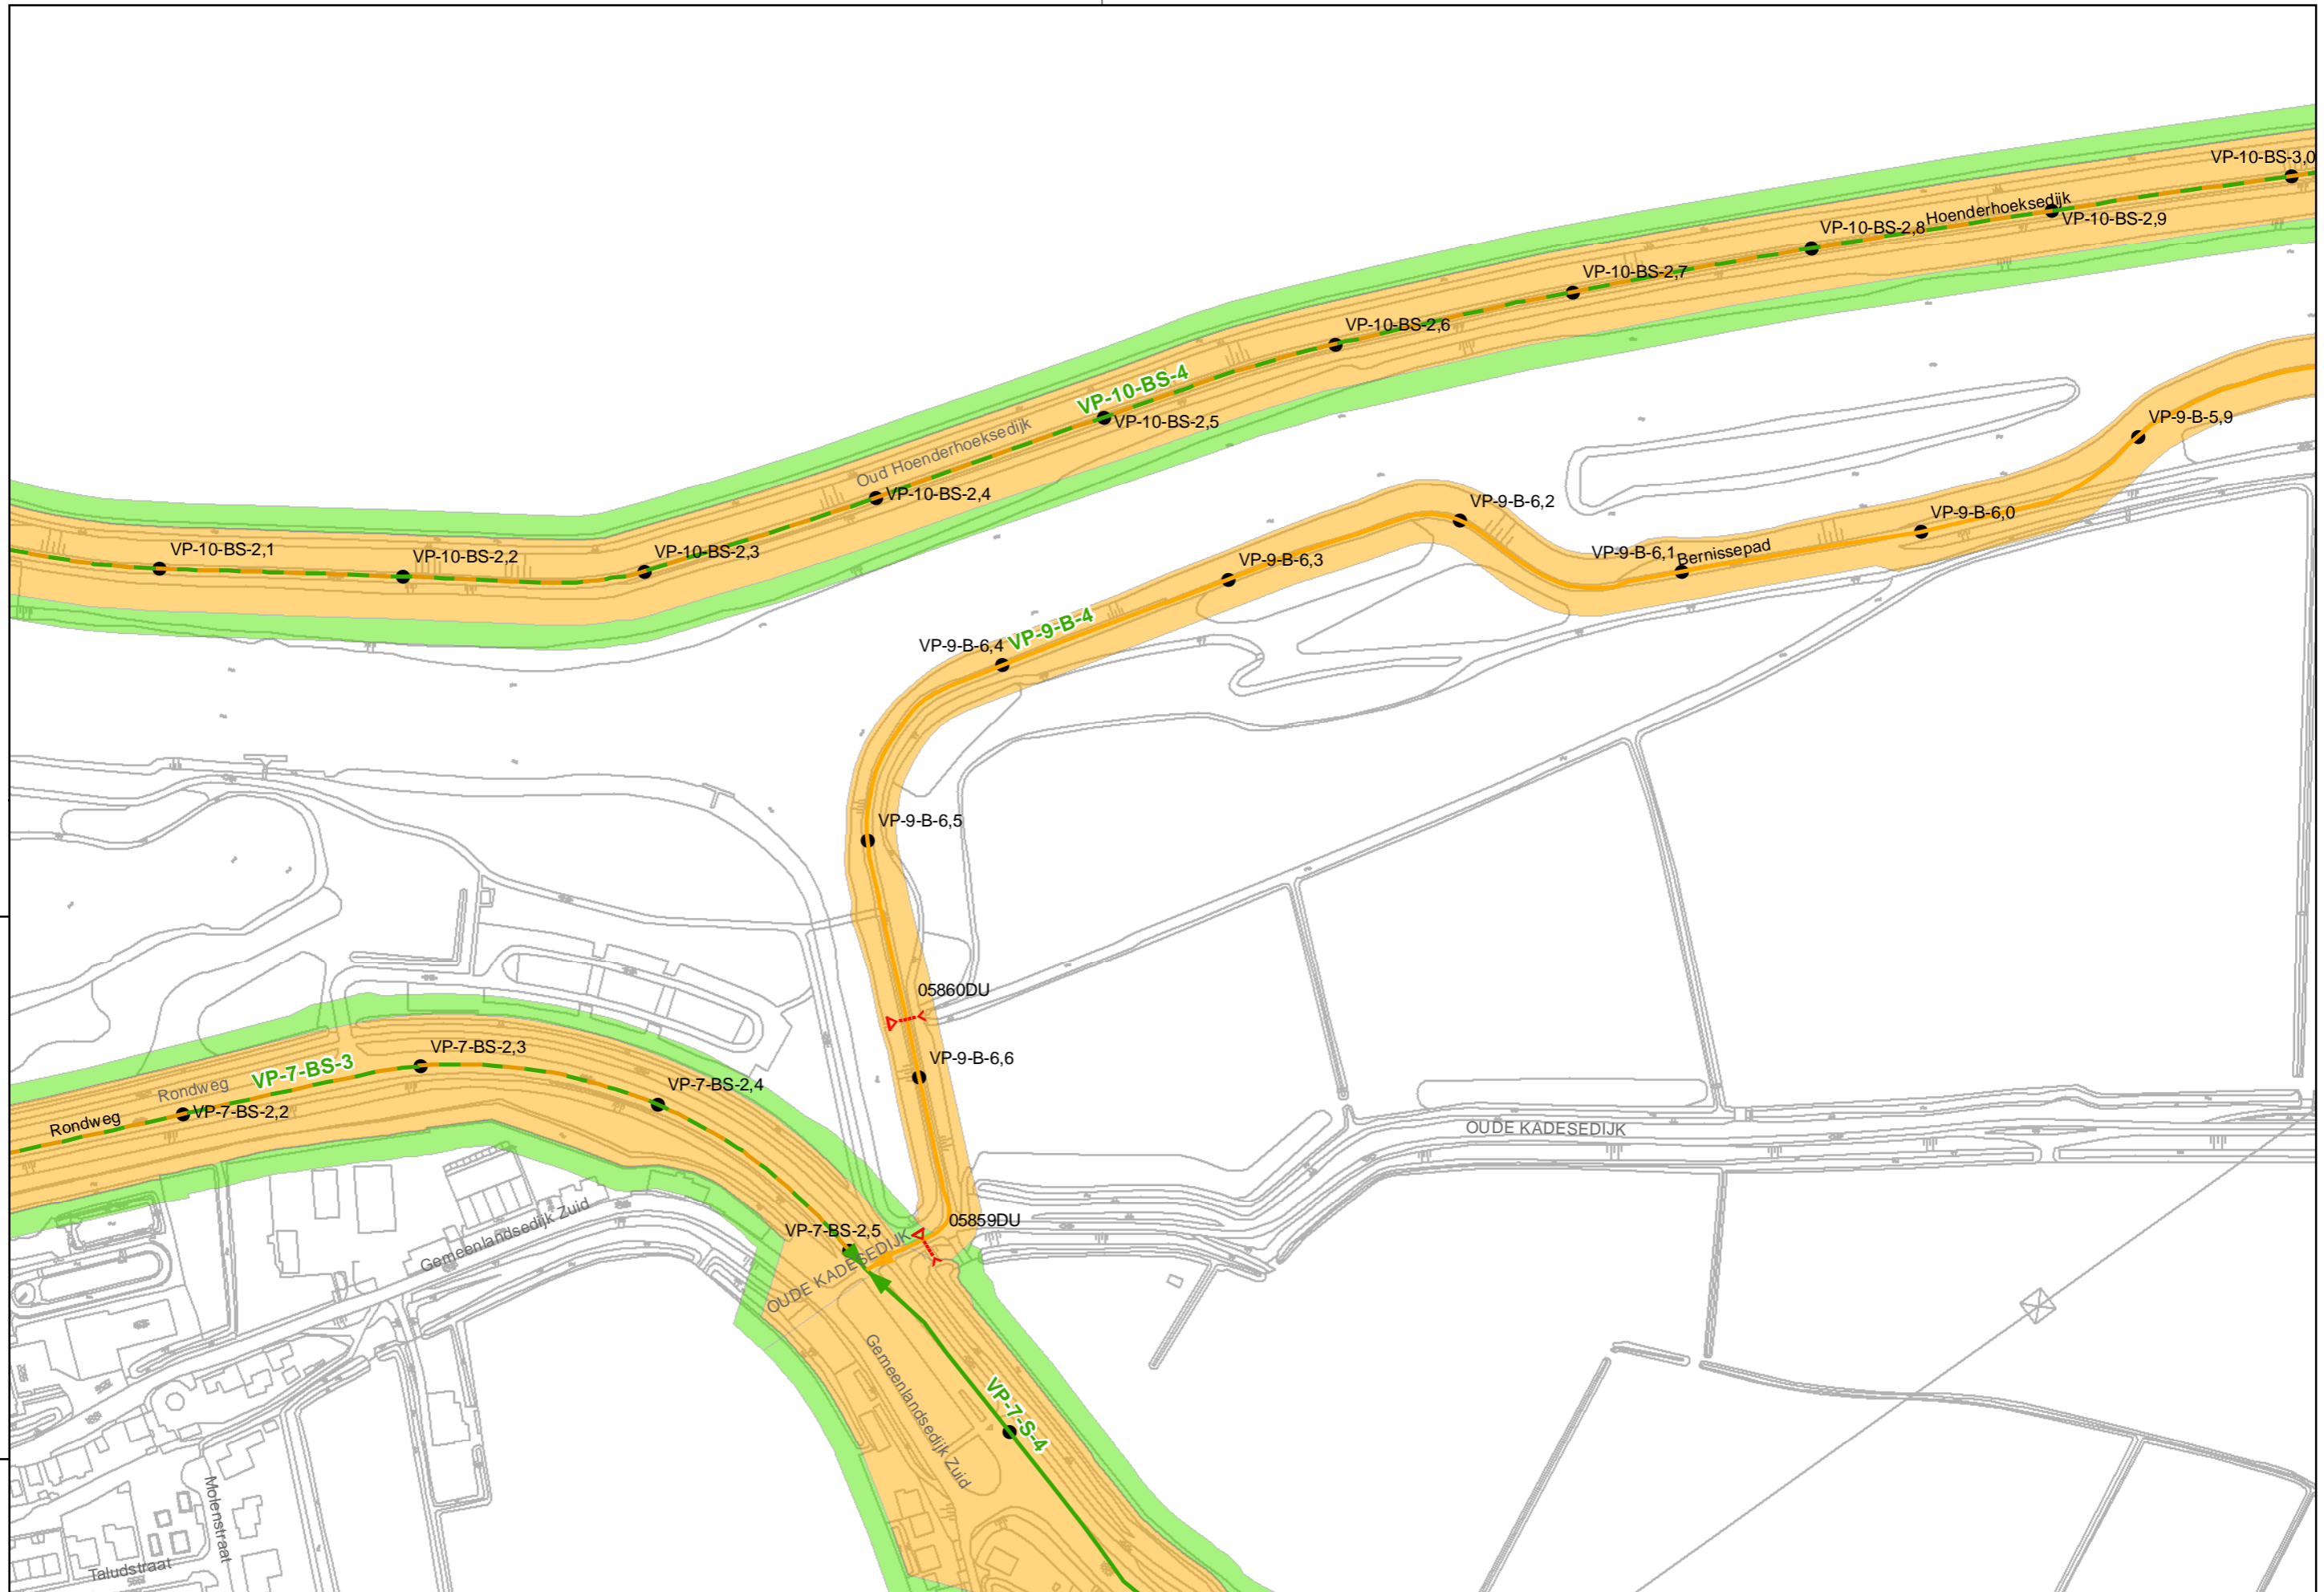 VP-10-BS-3,0
Hoenderhoeksedijk
VP-10-BS-2,9
VP-10-BS-2,8
VP-10-BS-2,7
VP-10-BS-2,6
VP-10-BS-4
VP-10-BS-2,5
Oud Hoenderhoeksedijk
VP-10-BS-2,4
VP-10-BS-2,1
VP-10-BS-2,2
VP-10-BS-2,3
VP-9-B-5,9
VP-9-B-6,2
VP-9-B-6,0
VP-9-B-6,1
Bernissepad
VP-9-B-6,3
VP-9-B-4
VP-9-B-6,4
VP-9-B-6,5
05860DU
VP-9-B-6,6
VP-7-BS-2,3
VP-7-BS-3
Rondweg
VP-7-BS-2,4
VP-7-BS-2,2
Rondweg
OUDE KADESEDIJK
Gemeenlandsedijk Zuid
VP-7-BS-2,5
05859DU
OUDE KADESEDIJK
Gemeenlandsedijk Zuid
VP-7-S-4
Molenstraat
Taludstraat